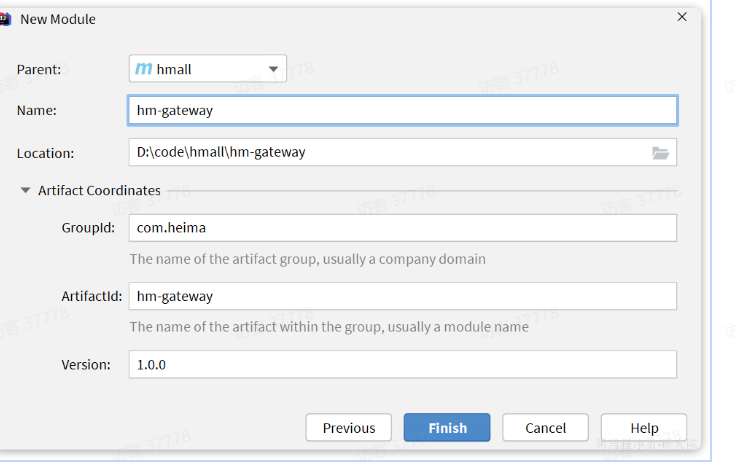 New Module
Parent: m hmall
Name: hm-gateway
Location: D:\code\hmall\hm-gateway
Artifact Coordinates
GroupId: com.heima
The name of the artifact group, usually a company domain
ArtifactId: hm-gateway
The name of the artifact within the group, usually a module name
Version: 1.0.0
Previous Finish Cancel Help
访客 37778